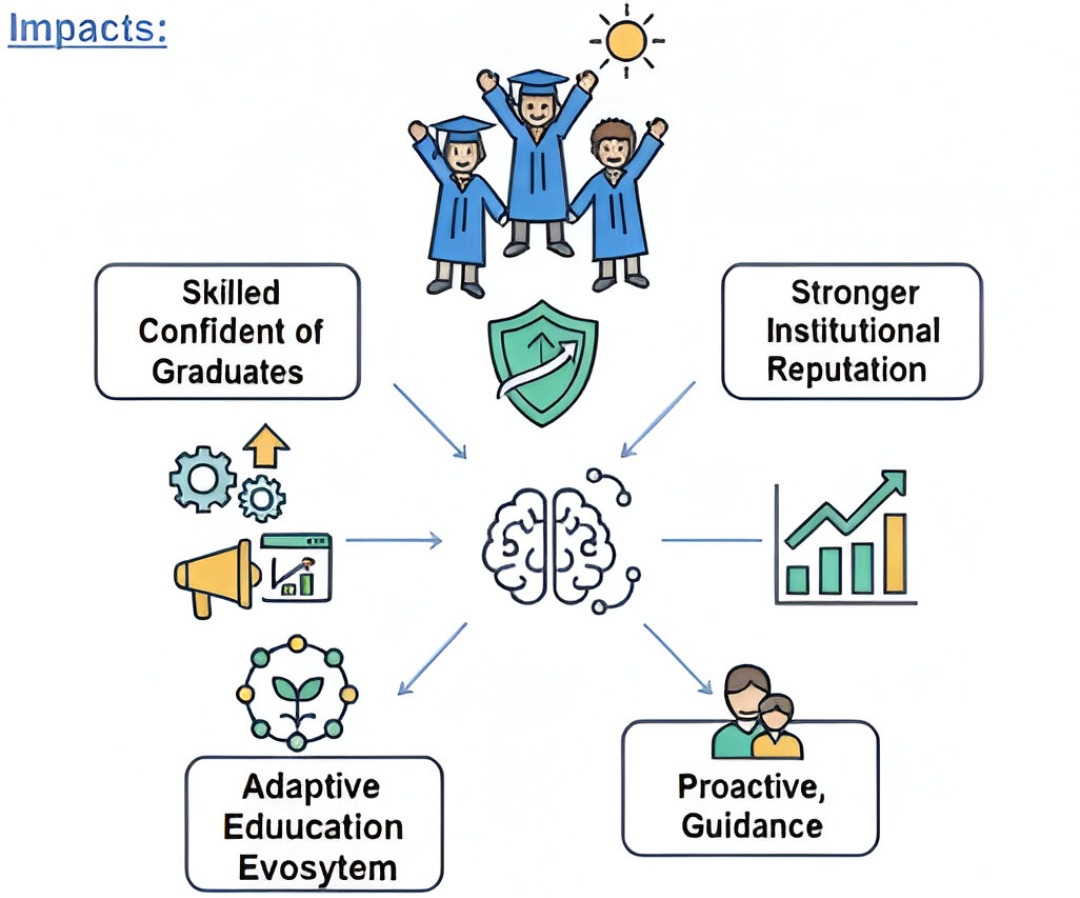 Impacts:
Skilled
Confident of
Graduates
Stronger
Institutional
Reputation
Adaptive
Eduucation
Evosytem
Proactive,
Guidance